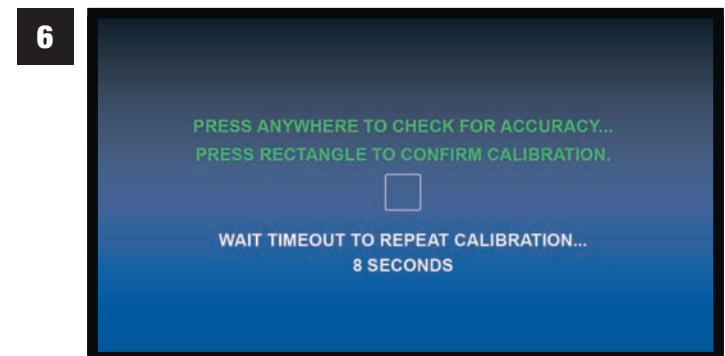 6
PRESS ANYWHERE TO CHECK FOR ACCURACY...
PRESS RECTANGLE TO CONFIRM CALIBRATION.
WAIT TIMEOUT TO REPEAT CALIBRATION...
8 SECONDS